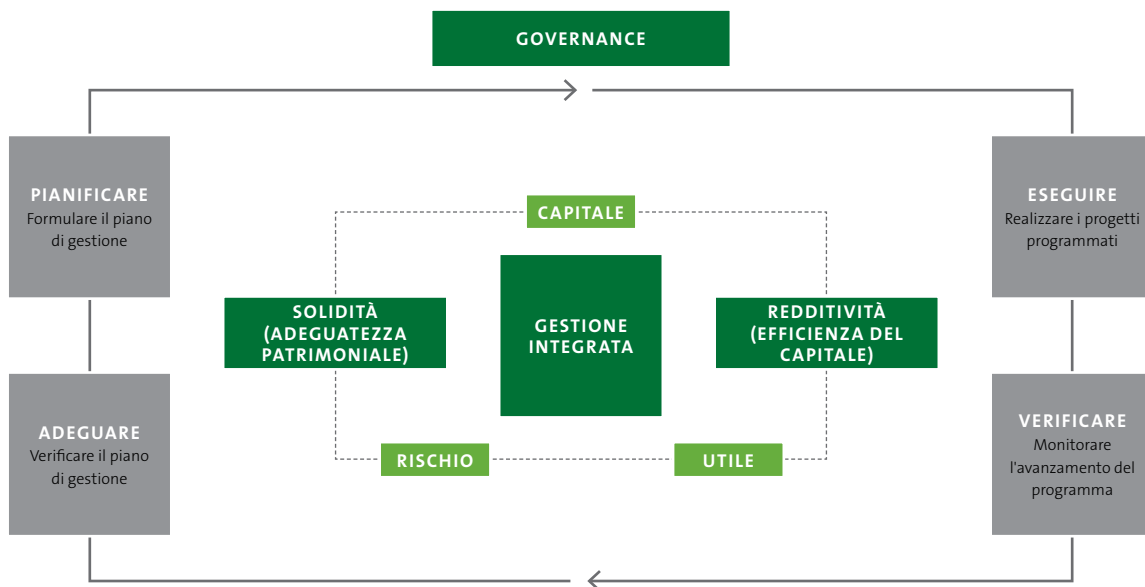 GOVERNANCE
PIANIFICARE
Formulare il piano
di gestione
ESEGUIRE
Realizzare i progetti
programmati
CAPITALE
SOLIDITÀ
(ADEGUATEZZA
PATRIMONIALE)
GESTIONE
INTEGRATA
REDDITIVITÀ
(EFFICIENZA DEL
CAPITALE)
ADEGUARE
Verificare il piano
di gestione
RISCHIO
UTILE
VERIFICARE
Monitorare
l'avanzamento del
programma